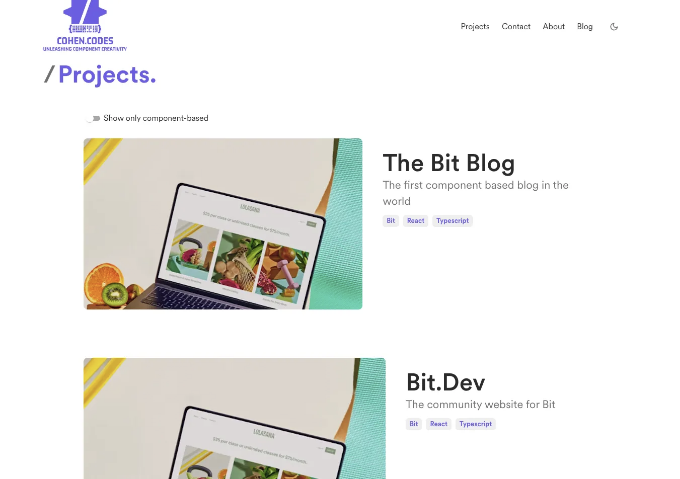 COHEN.CODES
UNLEASHING COMPONENT CREATIVITY
Projects
Contact
About
Blog
/Projects.
Show only component-based
The Bit Blog
The first component based blog in the
world
Bit
React
Typescript
Bit.Dev
The community website for Bit
Bit
React
Typescript